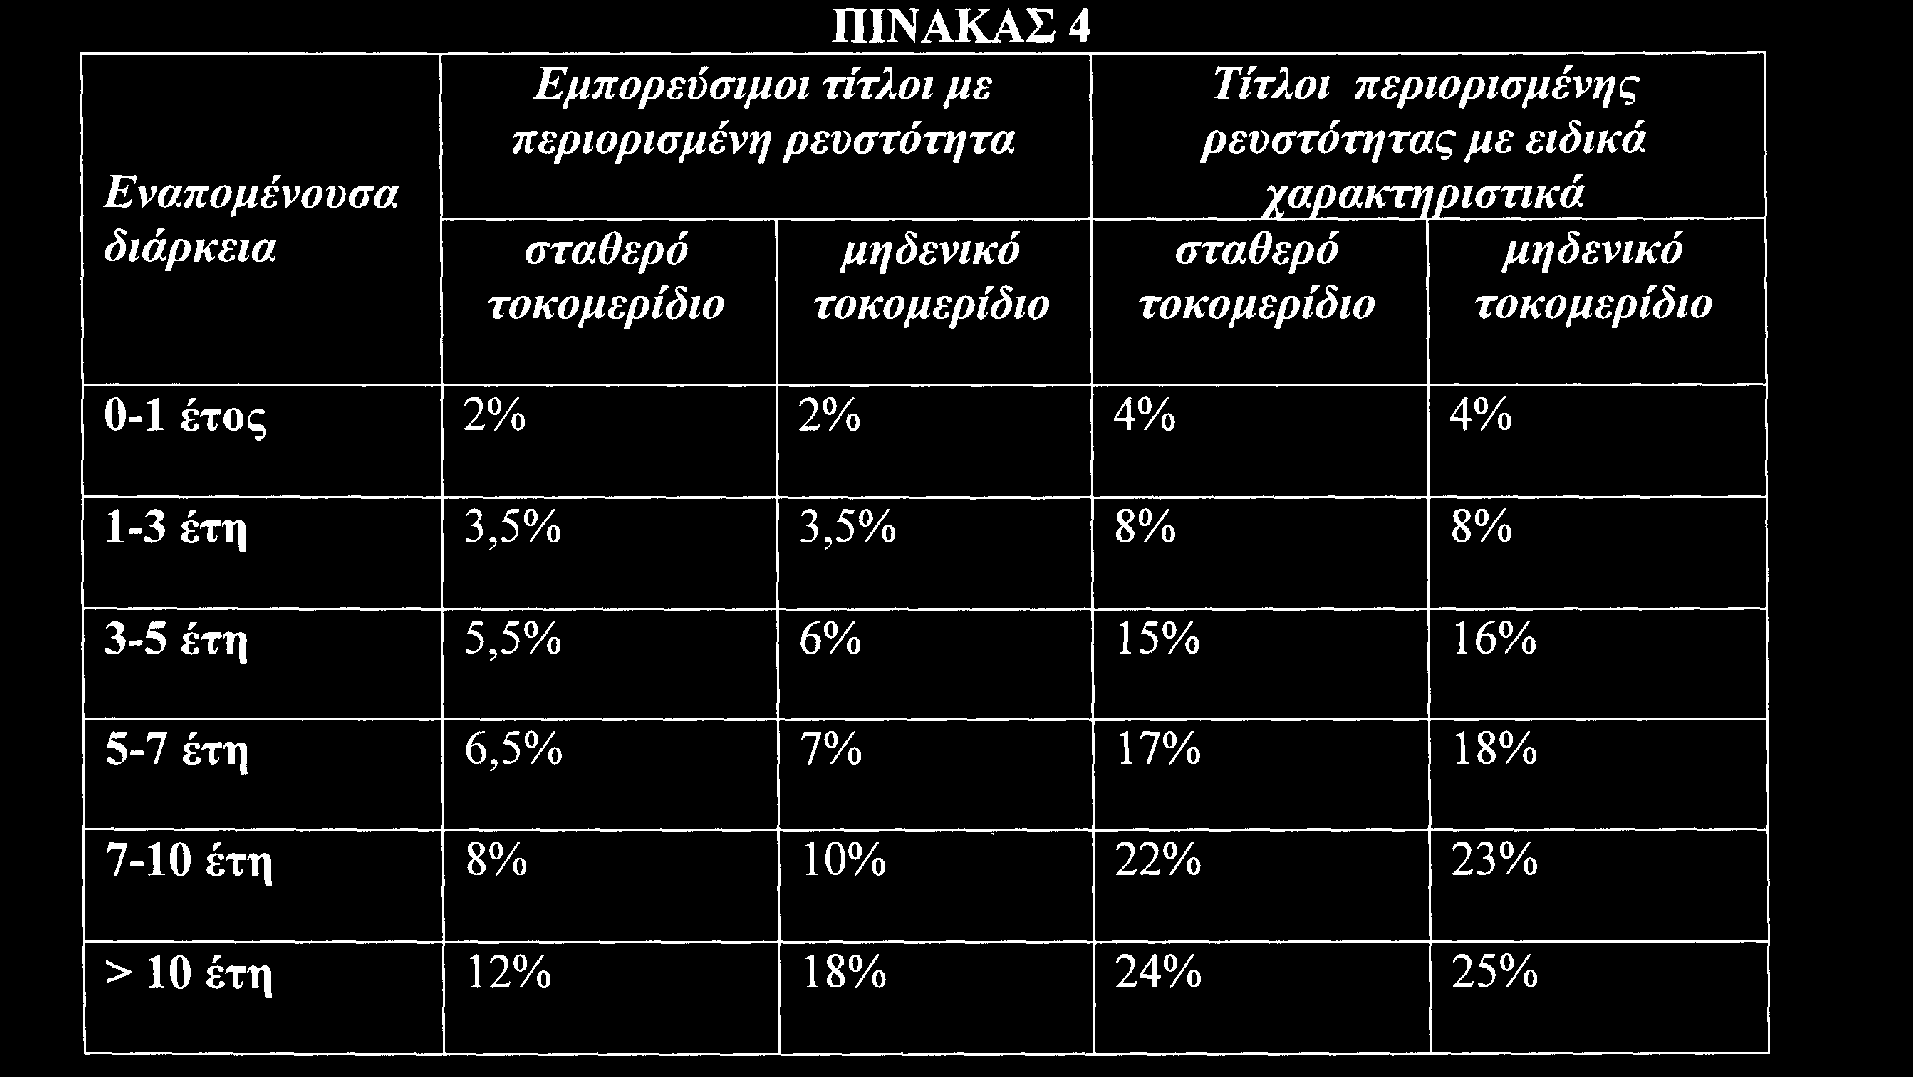 ΠΙΝΑΚΑΣ 4
Εμπορεύσιμοι τίτλοι με
περιορισμένη ρευστότητα
Τίτλοι περιορισμένης
ρευστότητας με ειδικά
χαρακτηριστικά
Εναπομένουσα
διάρκεια
σταθερό
τοκομερίδιο
μηδενικό
τοκομερίδιο
σταθερό
τοκομερίδιο
μηδενικό
τοκομερίδιο
0-1 έτος 2% 2% 4% 4%
1-3 έτη 3,5% 3,5% 8% 8%
3-5 έτη 5,5% 6% 15% 16%
5-7 έτη 6,5% 7% 17% 18%
7-10 έτη 8% 10% 22% 23%
> 10 έτη 12% 18% 24% 25%